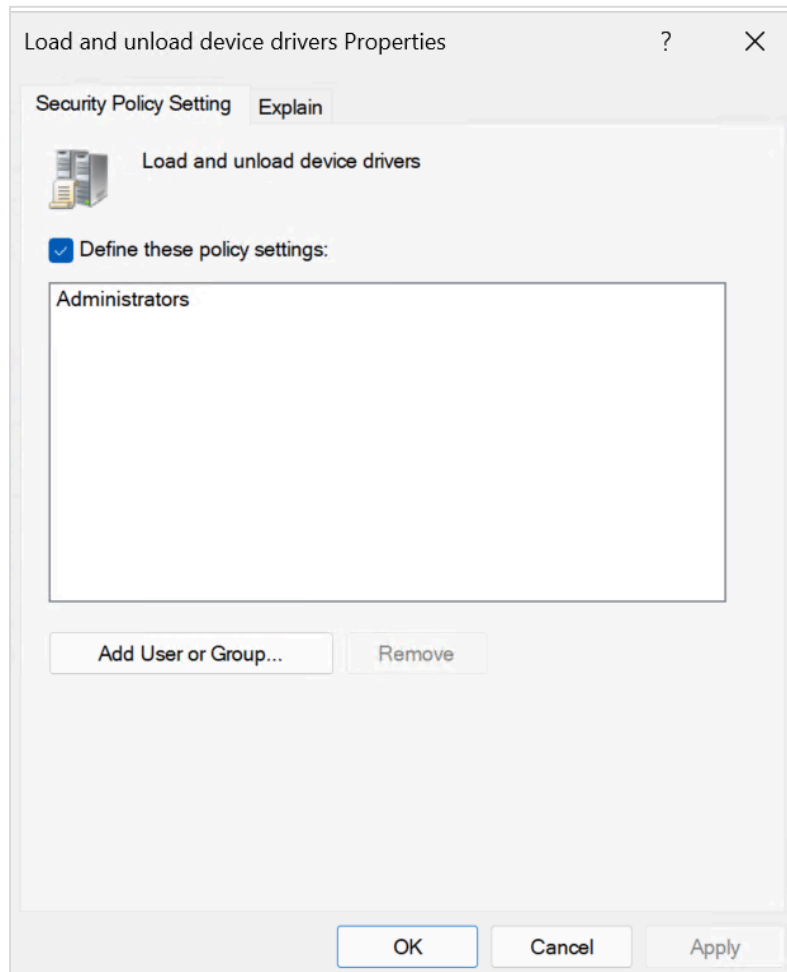 Load and unload device drivers Properties ?
Security Policy Setting Explain
Load and unload device drivers
Define these policy settings:
Administrators
Add User or Group... Remove
OK Cancel Apply